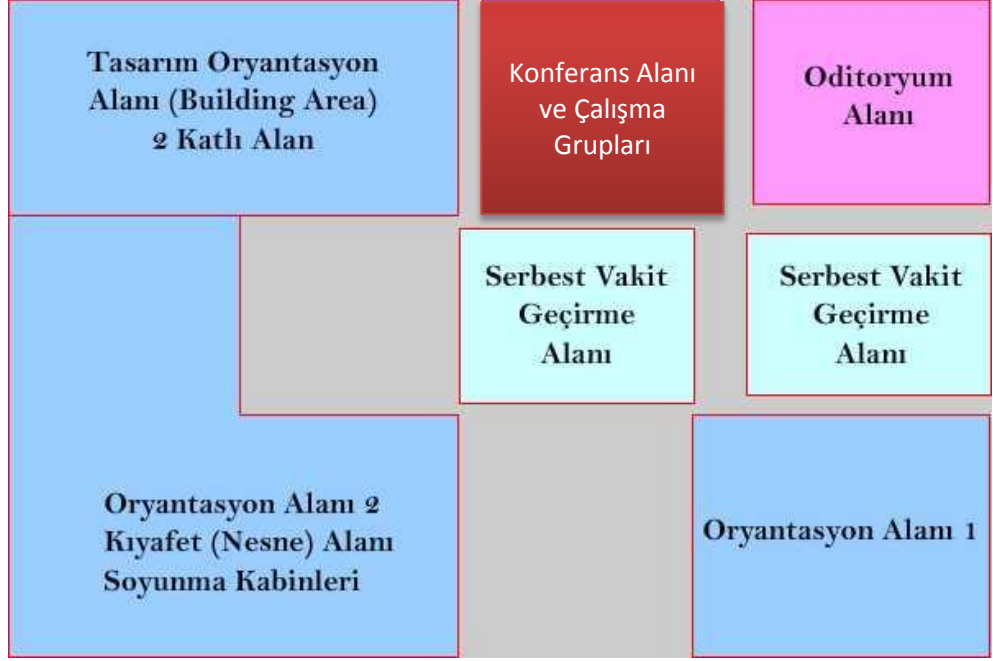 Tasarım Oryantasyon
Alanı (Building Area)
2 Katlı Alan
Konferans Alanı
ve Çalışma
Grupları
Oditoryum
Alanı
Serbest Vakit
Geçirme
Alanı
Serbest Vakit
Geçirme
Alanı
Oryantasyon Alanı 2
Kıyafet (Nesne) Alanı
Soyunma Kabinleri
Oryantasyon Alanı 1